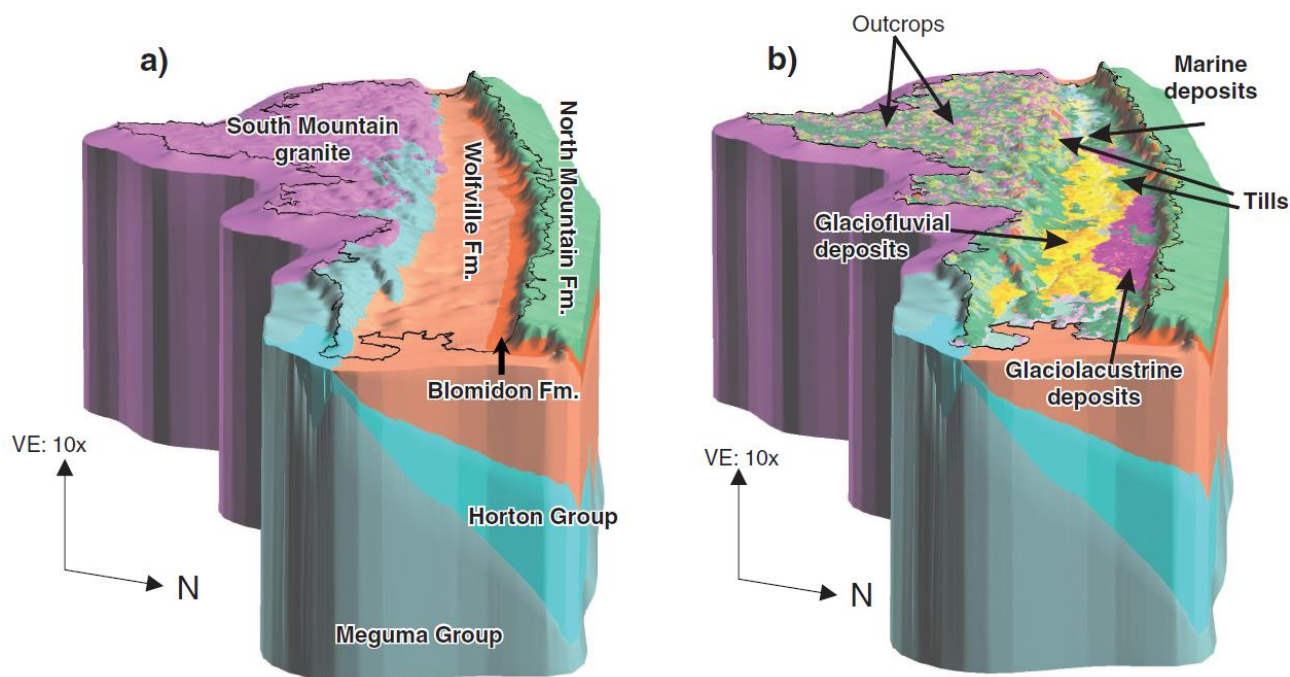 a)
South Mountain
granite
Wolfville Fm.
North Mountain Fm.
Blomidon Fm.
VE: 10x
N
Horton Group
Meguma Group
b)
Outcrops
Marine
deposits
Tills
Glaciofluvial
deposits
Glaciolacustrine
deposits
VE: 10x
N